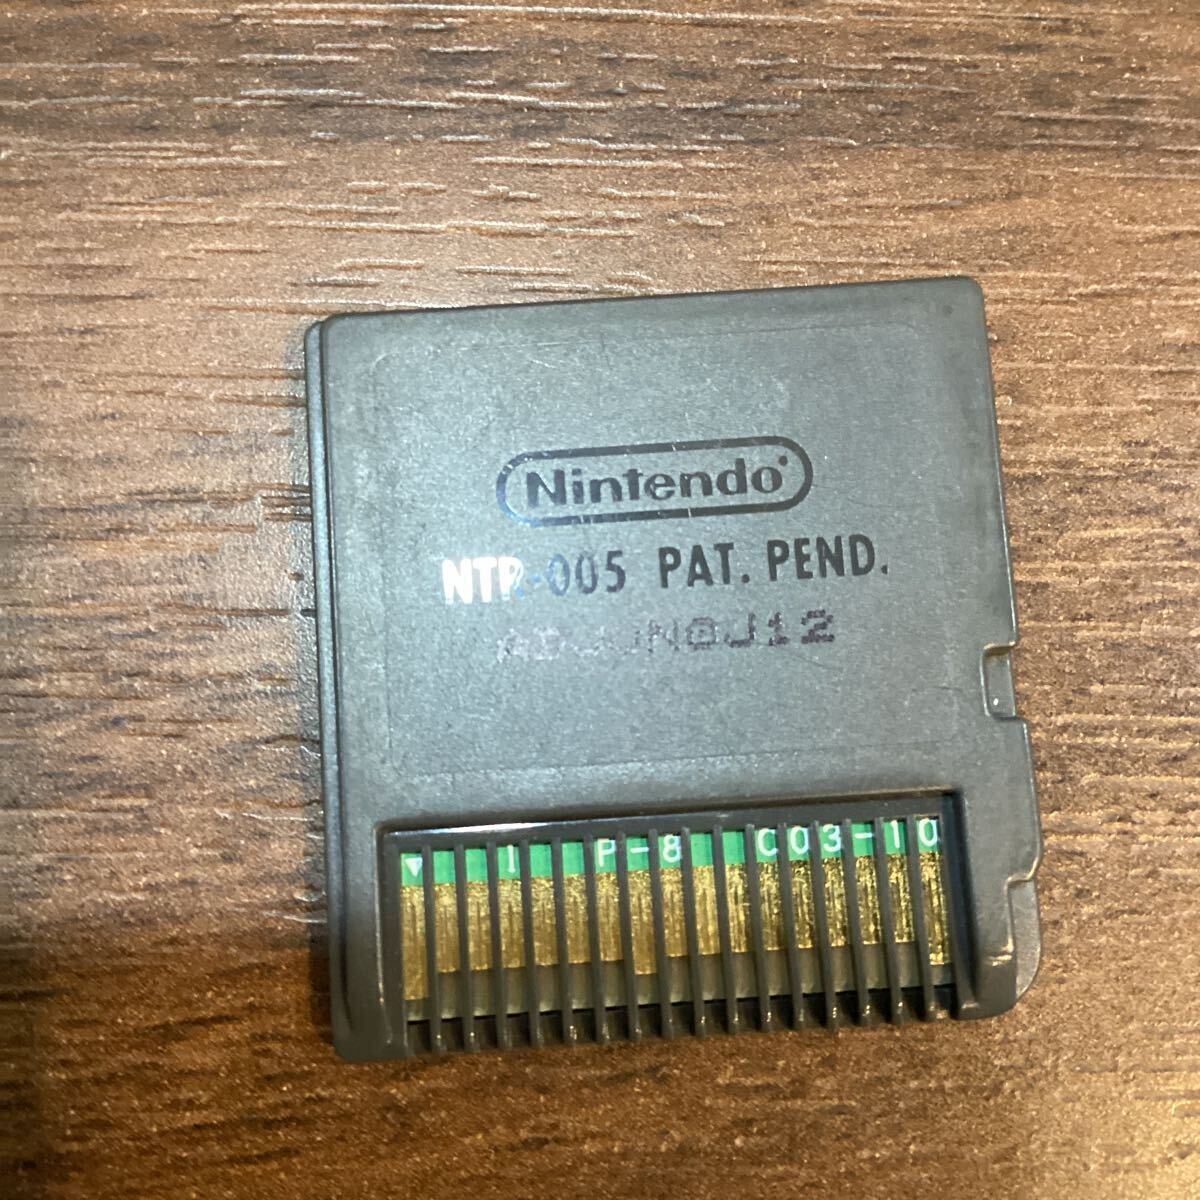 Nintendo
NTR-005 PAT. PEND.
▼ I P-8 C03-10